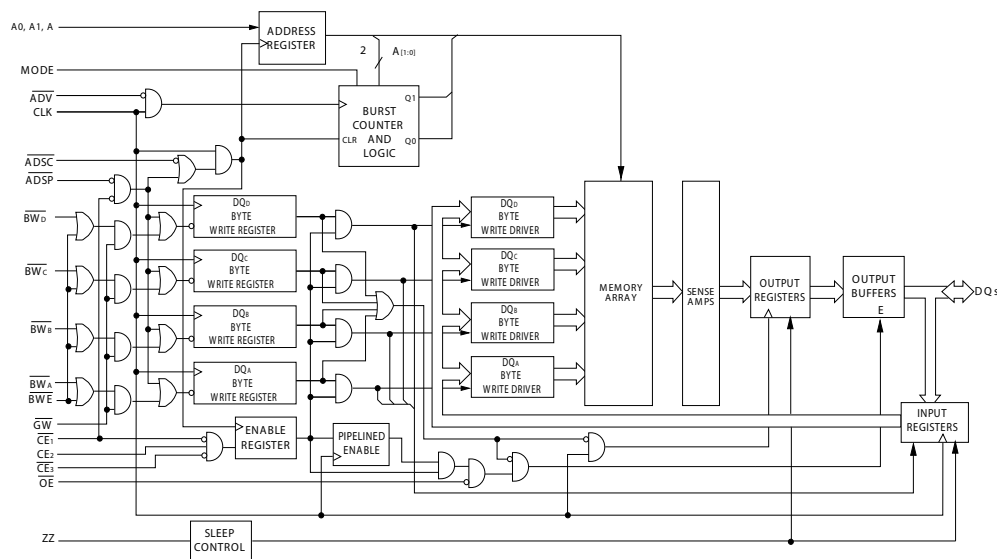 A0, A1, A
ADDRESS
REGISTER
2
A[1:0]
MODE
ADV
CLK
BURST
COUNTER
AND
LOGIC
CLR
Q1
Q0
ADSC
ADSP
BWD
DQD
BYTE
WRITE REGISTER
DQD
BYTE
WRITE DRIVER
BWC
DQC
BYTE
WRITE REGISTER
DQC
BYTE
WRITE DRIVER
BWB
DQB
BYTE
WRITE REGISTER
DQB
BYTE
WRITE DRIVER
BWA
BWE
DQA
BYTE
WRITE REGISTER
DQA
BYTE
WRITE DRIVER
MEMORY
ARRAY
SENSE
AMPS
OUTPUT
REGISTERS
OUTPUT
BUFFERS
E
DQs
INPUT
REGISTERS
GW
CE1
CE2
CE3
OE
ENABLE
REGISTER
PIPELINED
ENABLE
ZZ
SLEEP
CONTROL